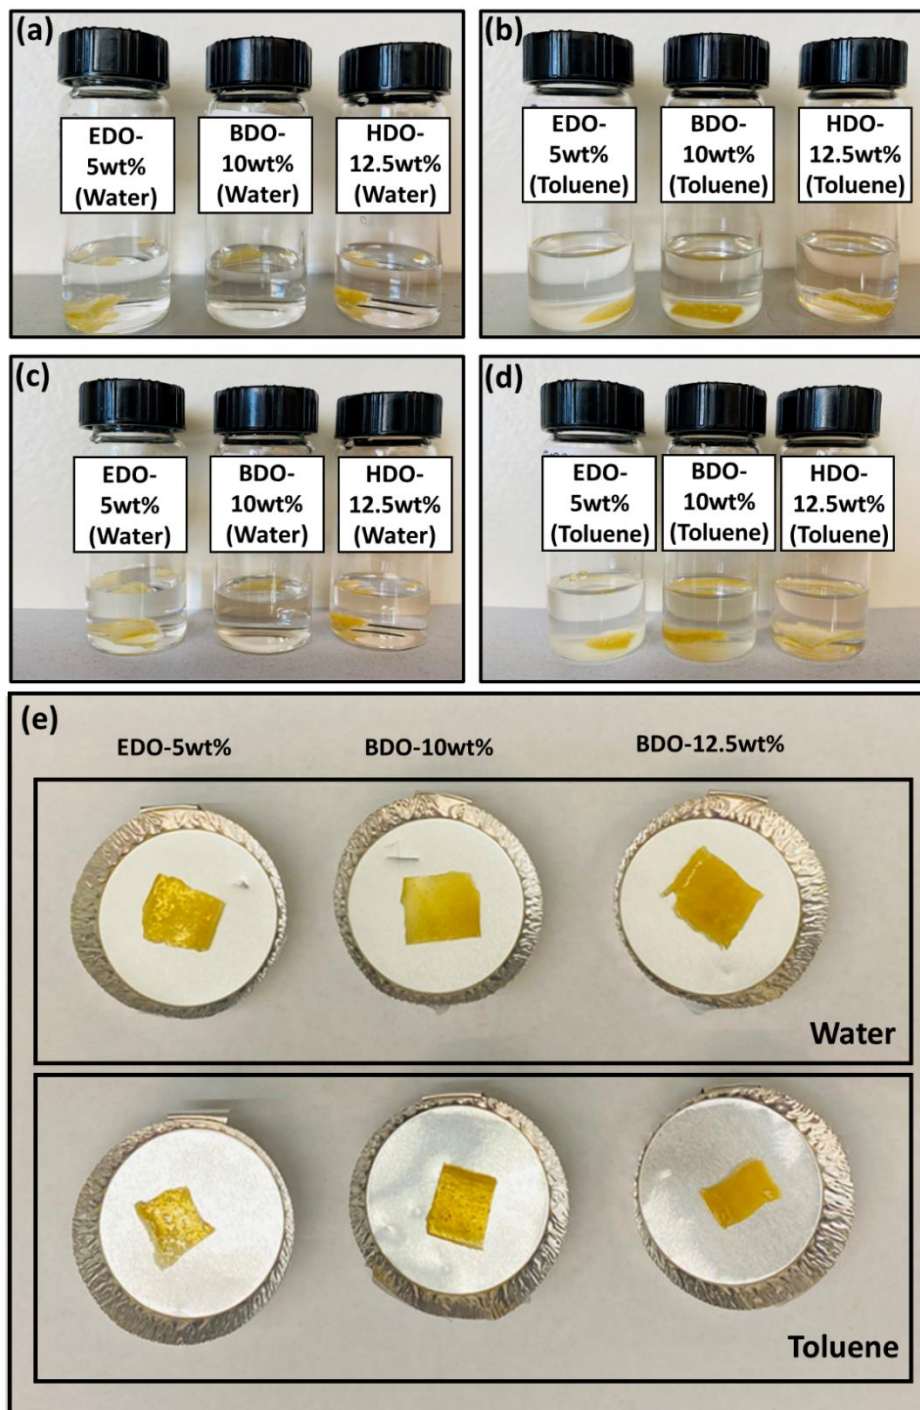 (a)
EDO-
5wt%
(Water)
BDO-
10wt%
(Water)
HDO-
12.5wt%
(Water)
(b)
EDO-
5wt%
(Toluene)
BDO-
10wt%
(Toluene)
HDO-
12.5wt%
(Toluene)
(c)
EDO-
5wt%
(Water)
BDO-
10wt%
(Water)
HDO-
12.5wt%
(Water)
(d)
EDO-
5wt%
(Toluene)
BDO-
10wt%
(Toluene)
HDO-
12.5wt%
(Toluene)
(e)
EDO-5wt%
BDO-10wt%
BDO-12.5wt%
Water
Toluene